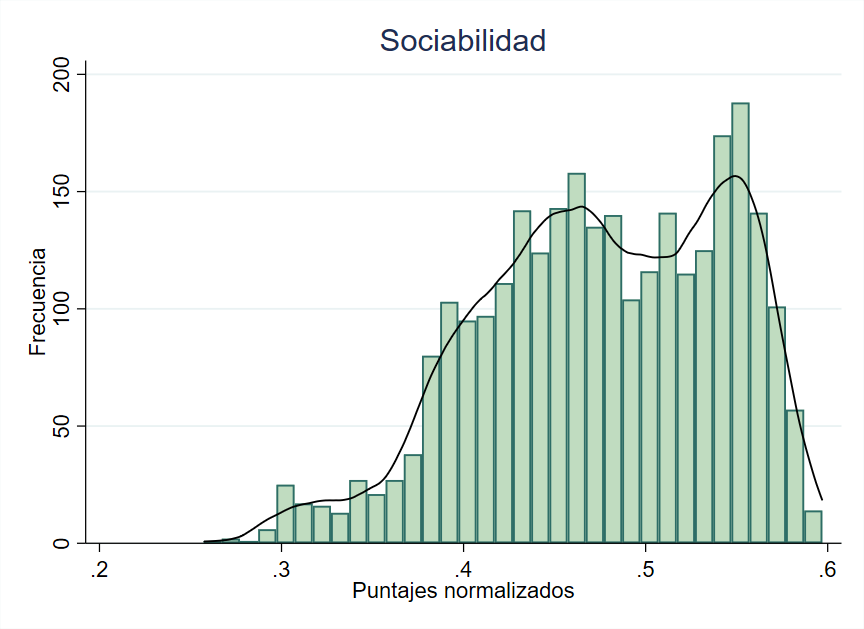 Sociabilidad
200
150
100
50
0
Frecuencia
.2 .3 .4 .5 .6
Puntajes normalizados